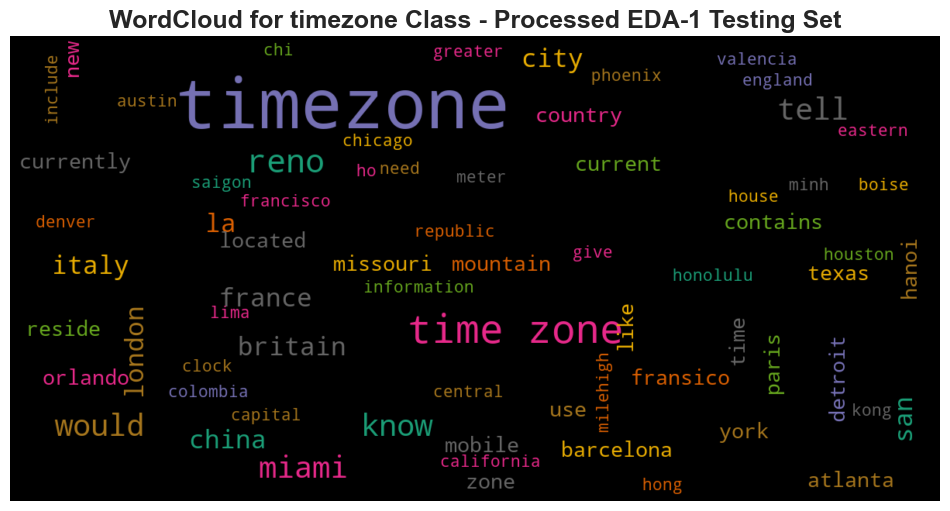 WordCloud for timezone Class - Processed EDA-1 Testing Set
new
chi
greater
city
valencia
include
phoenix
england
austin
timezone
country
tell
eastern
chicago
currently
reno
ho
need
current
saigon
meter
minh
boise
francisco
house
denver
la
contains
located
republic
give
houston
italy
missouri
mountain
honolulu
texas
hanoi
information
france
lima
reside
time zone
like
time
london
britain
paris
clock
orlando
fransico
detroit
colombia
central
milehigh
capital
use
kong
san
would
china
know
york
mobile
barcelona
miami
california
zone
hong
atlanta